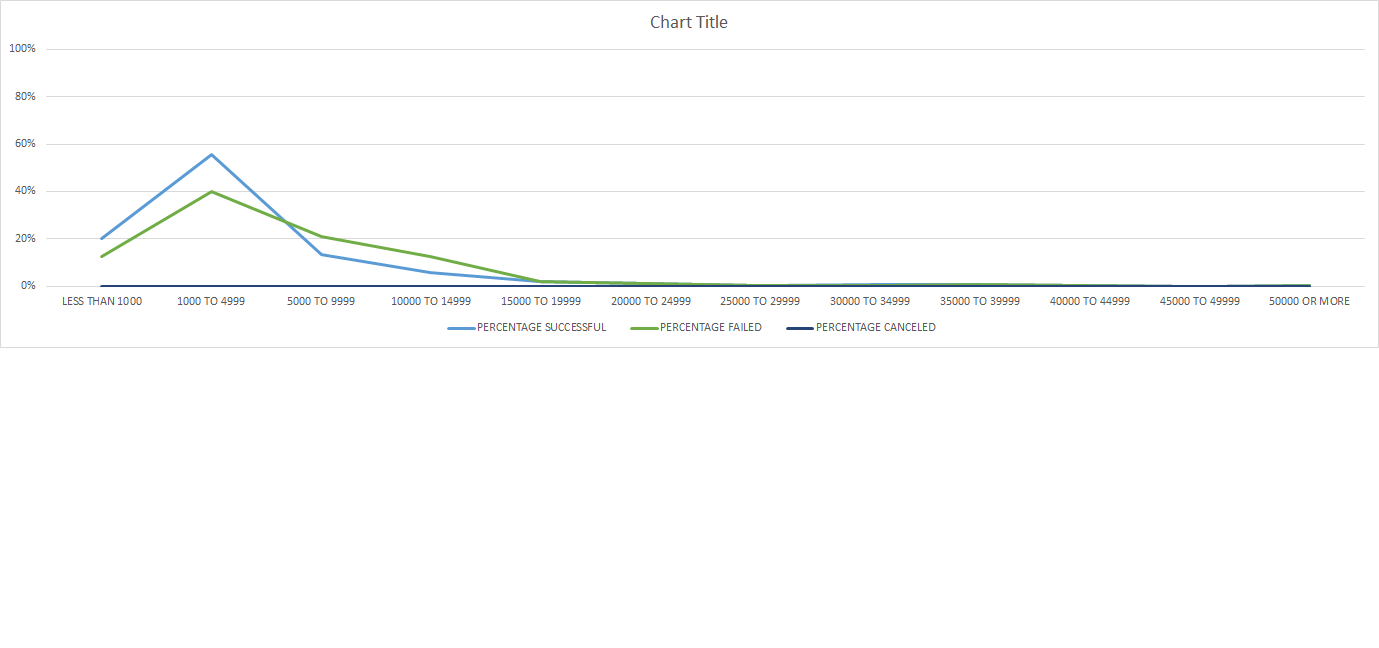 Chart Title
100%
80%
60%
40%
20%
0%
LESS THAN 1000 1000 TO 4999 5000 TO 9999 10000 TO 14999 15000 TO 19999 20000 TO 24999 25000 TO 29999 30000 TO 34999 35000 TO 39999 40000 TO 44999 45000 TO 49999 50000 OR MORE
PERCENTAGE SUCCESSFUL PERCENTAGE FAILED PERCENTAGE CANCELED